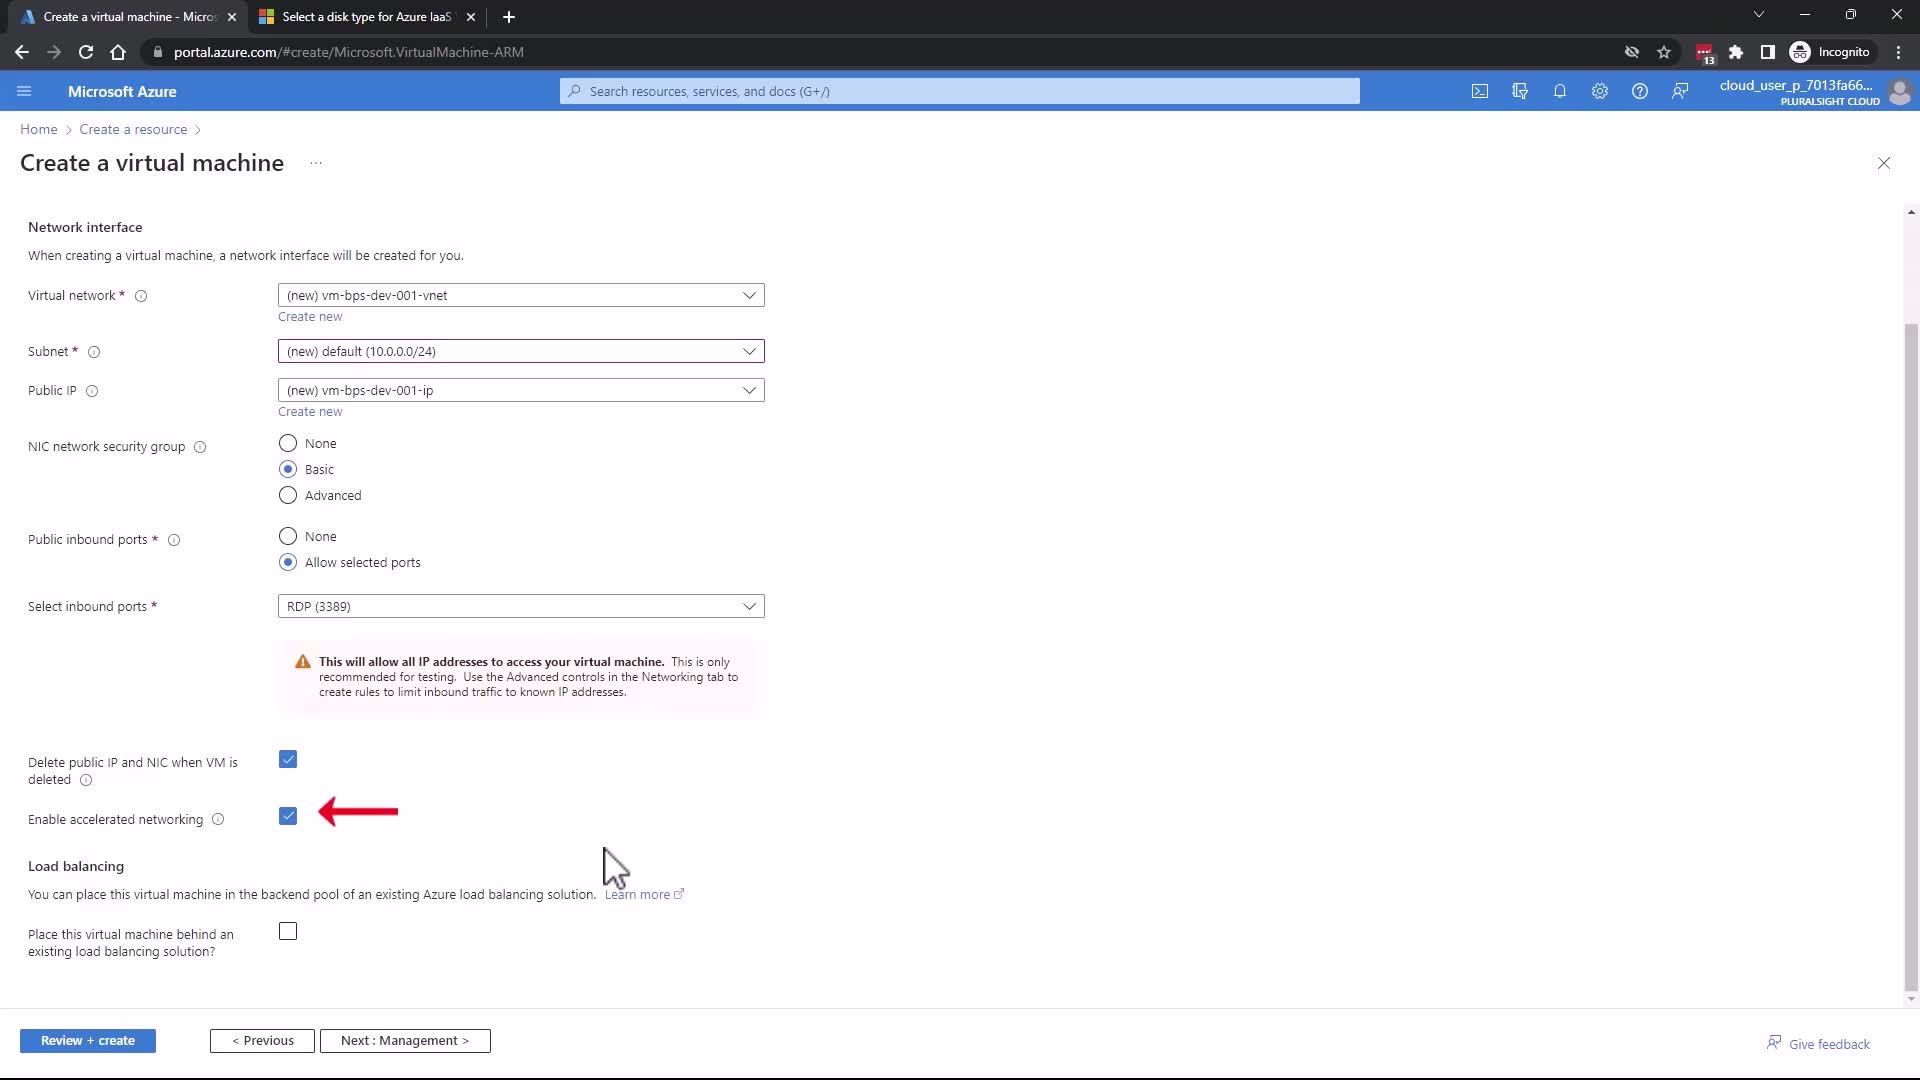 Create a virtual machine - Micros
Select a disk type for Azure IaaS V
portal.azure.com/#create/Microsoft.VirtualMachine-ARM
13
Incognito
Microsoft Azure
Search resources, services, and docs (G+/)
cloud_user_p_7013fa66...
PLURALSIGHT CLOUD
Home > Create a resource >
Create a virtual machine ...
Network interface
When creating a virtual machine, a network interface will be created for you.
Virtual network *
(new) vm-bps-dev-001-vnet
Create new
Subnet *
(new) default (10.0.0.0/24)
Public IP
(new) vm-bps-dev-001-ip
Create new
NIC network security group
None
Basic
Advanced
Public inbound ports *
None
Allow selected ports
Select inbound ports *
RDP (3389)
This will allow all IP addresses to access your virtual machine. This is only
recommended for testing. Use the Advanced controls in the Networking tab to
create rules to limit inbound traffic to known IP addresses.
Delete public IP and NIC when VM is
deleted
Enable accelerated networking
Load balancing
You can place this virtual machine in the backend pool of an existing Azure load balancing solution. Learn more
Place this virtual machine behind an
existing load balancing solution?
Review + create
< Previous
Next : Management >
Give feedback